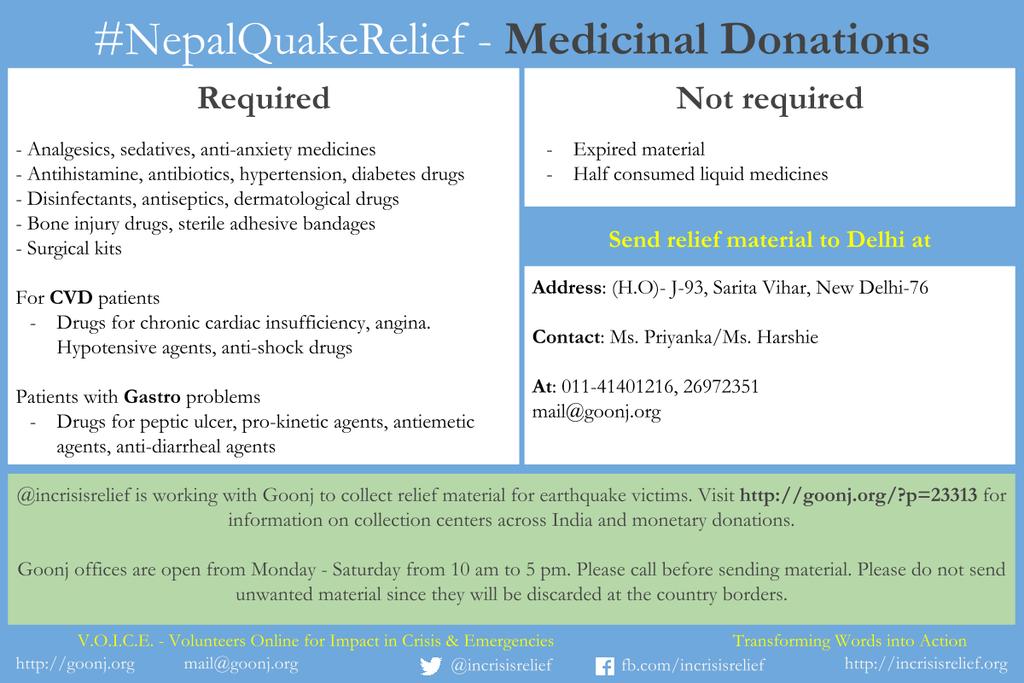 #NepalQuakeRelief - Medicinal Donations
Required
- Analgesics, sedatives, anti-anxiety medicines
- Antihistamine, antibiotics, hypertension, diabetes drugs
- Disinfectants, antiseptics, dermatological drugs
- Bone injury drugs, sterile adhesive bandages
- Surgical kits
For CVD patients
- Drugs for chronic cardiac insufficiency, angina.
Hypotensive agents, anti-shock drugs
Patients with Gastro problems
- Drugs for peptic ulcer, pro-kinetic agents, antiemetic
agents, anti-diarrheal agents
Not required
- Expired material
- Half consumed liquid medicines
Send relief material to Delhi at
Address: (H.O)- J-93, Sarita Vihar, New Delhi-76
Contact: Ms. Priyanka/Ms. Harshie
At: 011-41401216, 26972351
mail@goonj.org
@incrisisrelief is working with Goonj to collect relief material for earthquake victims. Visit http://goonj.org/?p=23313 for
information on collection centers across India and monetary donations.
Goonj offices are open from Monday - Saturday from 10 am to 5 pm. Please call before sending material. Please do not send
unwanted material since they will be discarded at the country borders.
V.O.I.C.E. - Volunteers Online for Impact in Crisis & Emergencies
Transforming Words into Action
http://goonj.org mail@goonj.org @incrisisrelief fb.com/incrisisrelief http://incrisisrelief.org